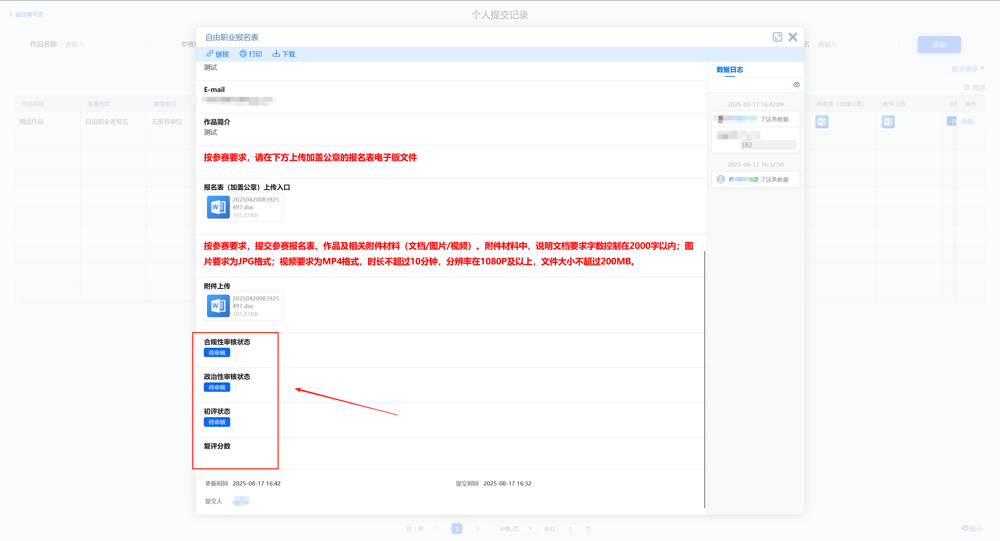 返回填写页
个人提交记录
作品名称 请输入
参赛
名 请输入
查询
展开更多
排序
作品名称 参赛形式 推荐单位
测试作品 自由职业者报名 无推荐单位
报名表（加盖公章） 附件上传 操作
待 查看
自由职业报名表
链接 打印 下载
测试
E-mail
作品简介
测试
按参赛要求，请在下方上传加盖公章的报名表电子版文件
报名表（加盖公章）上传入口
20250420083925
497.doc
305.81KB
按参赛要求，提交参赛报名表、作品及相关附件材料（文档/图片/视频）。附件材料中，说明文档要求字数控制在2000字以内；图
片要求为JPG格式；视频要求为MP4格式，时长不超过10分钟，分辨率在1080P及以上，文件大小不超过200MB。
附件上传
20250420083925
497.doc
305.81KB
合规性审核状态
待审核
政治性审核状态
待审核
初评状态
待审核
复评分数
更新时间 2025-08-17 16:42
提交时间 2025-08-17 16:32
提交人
数据日志
2025-08-17 16:42:09
了这条数据
[无]
2025-08-17 16:32:58
创建 了这条数据
共 1 条 1 20条/页 前往 1 页
显示